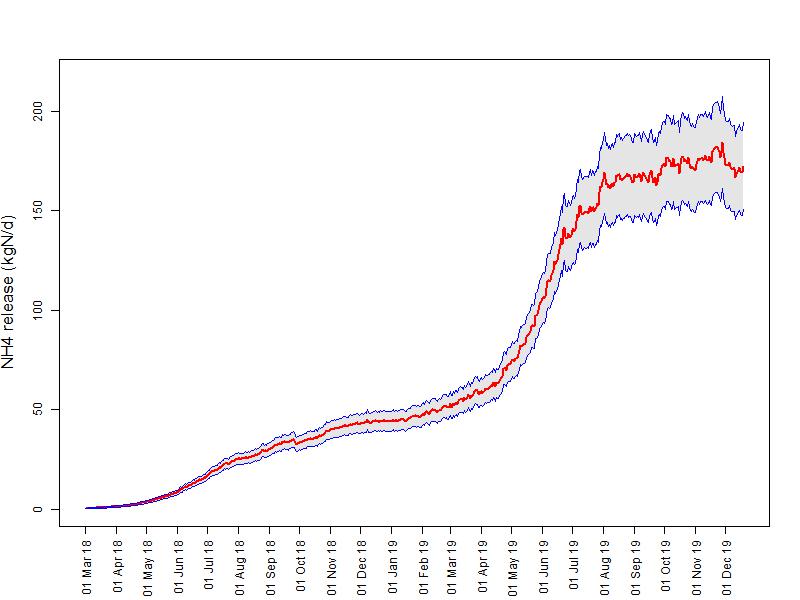 NH4 release (kgN/d)
200
150
100
50
0
01 Mar 18
01 Apr 18
01 May 18
01 Jun 18
01 Jul 18
01 Aug 18
01 Sep 18
01 Oct 18
01 Nov 18
01 Dec 18
01 Jan 19
01 Feb 19
01 Mar 19
01 Apr 19
01 May 19
01 Jun 19
01 Jul 19
01 Aug 19
01 Sep 19
01 Oct 19
01 Nov 19
01 Dec 19